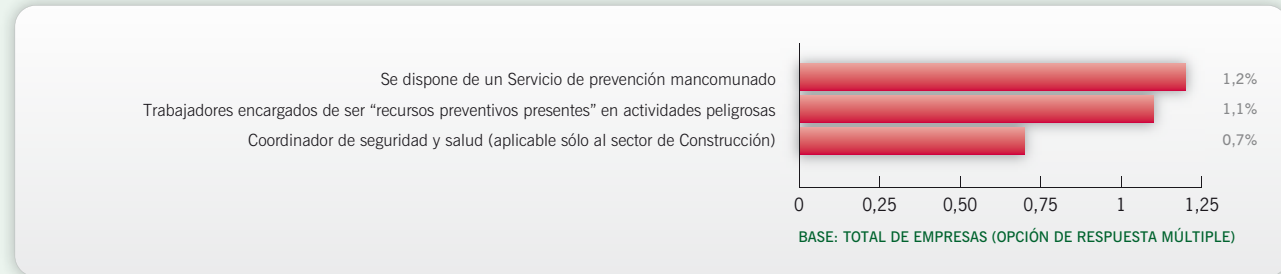 Se dispone de un Servicio de prevención mancomunado 1,2%
Trabajadores encargados de ser “recursos preventivos presentes” en actividades peligrosas 1,1%
Coordinador de seguridad y salud (aplicable sólo al sector de Construcción) 0,7%
0 0,25 0,50 0,75 1 1,25
BASE: TOTAL DE EMPRESAS (OPCIÓN DE RESPUESTA MÚLTIPLE)